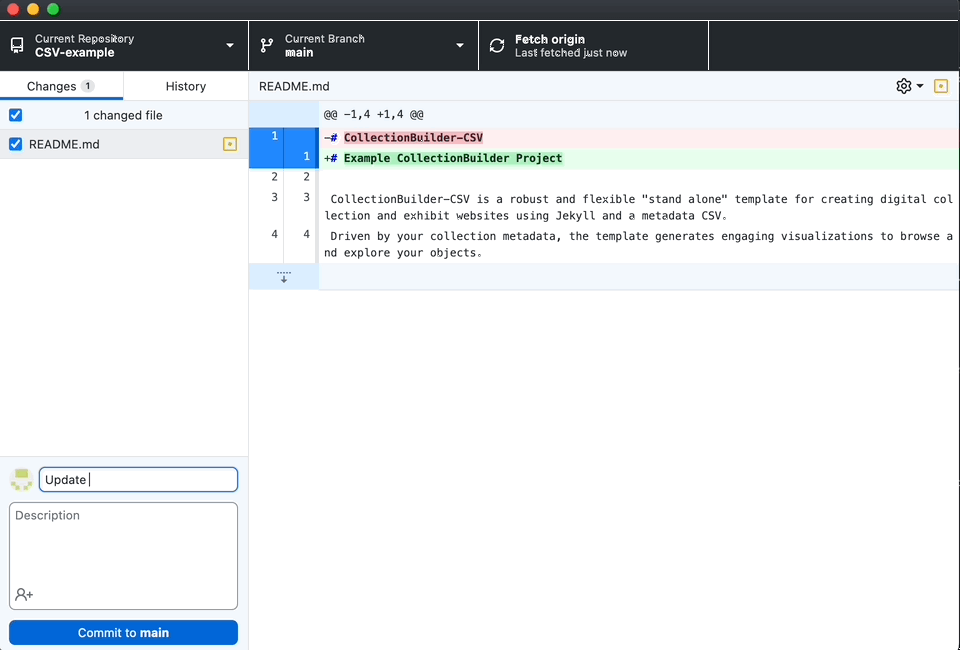 Current Repository
CSV-example
Current Branch
main
Fetch origin
Last fetched just now
Changes 1
History
README.md
1 changed file
README.md
@@ -1,4 +1,4 @@
1 -# CollectionBuilder-CSV
1 +# Example CollectionBuilder Project
2 2
3 3 CollectionBuilder-CSV is a robust and flexible "stand alone" template for creating digital col
lection and exhibit websites using Jekyll and a metadata CSV.
4 4 Driven by your collection metadata, the template generates engaging visualizations to browse a
nd explore your objects.
Update
Description
Commit to main